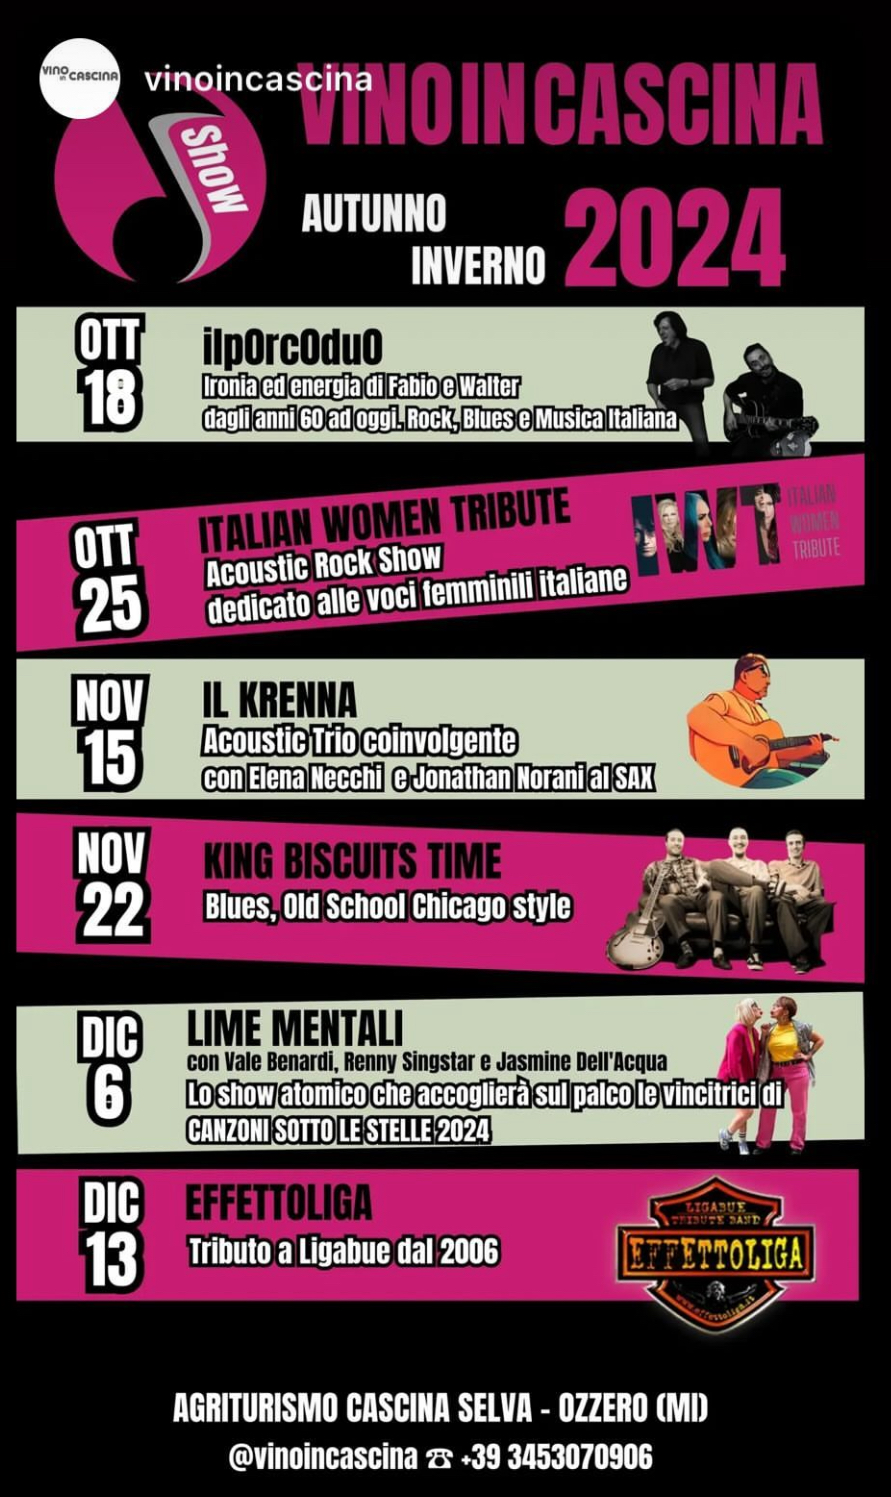 VINO in CASCINA
vinoincascina
Show
VINO IN CASCINA
AUTUNNO
INVERNO 2024
OTT
18
ilpOrcOduO
Ironia ed energia di Fabio e Walter
dagli anni 60 ad oggi. Rock, Blues e Musica Italiana
OTT
25
ITALIAN WOMEN TRIBUTE
Acoustic Rock Show
dedicato alle voci femminili italiane
IWT
ITALIAN
WOMEN
TRIBUTE
NOV
15
IL KRENNA
Acoustic Trio coinvolgente
con Elena Necchi e Jonathan Norani al SAX
NOV
22
KING BISCUITS TIME
Blues, Old School Chicago style
DIC
6
LIME MENTALI
con Vale Benardi, Renny Singstar e Jasmine Dell'Acqua
Lo show atomico che accoglierà sul palco le vincitrici di
CANZONI SOTTO LE STELLE 2024
DIC
13
EFFETTOLIGA
Tributo a Ligabue dal 2006
LIGABUE
TRIBUTE BAND
EFFETTOLIGA
www.effettoliga.it
AGRITURISMO CASCINA SELVA - OZZERO (MI)
@vinoincascina ☎ +39 3453070906